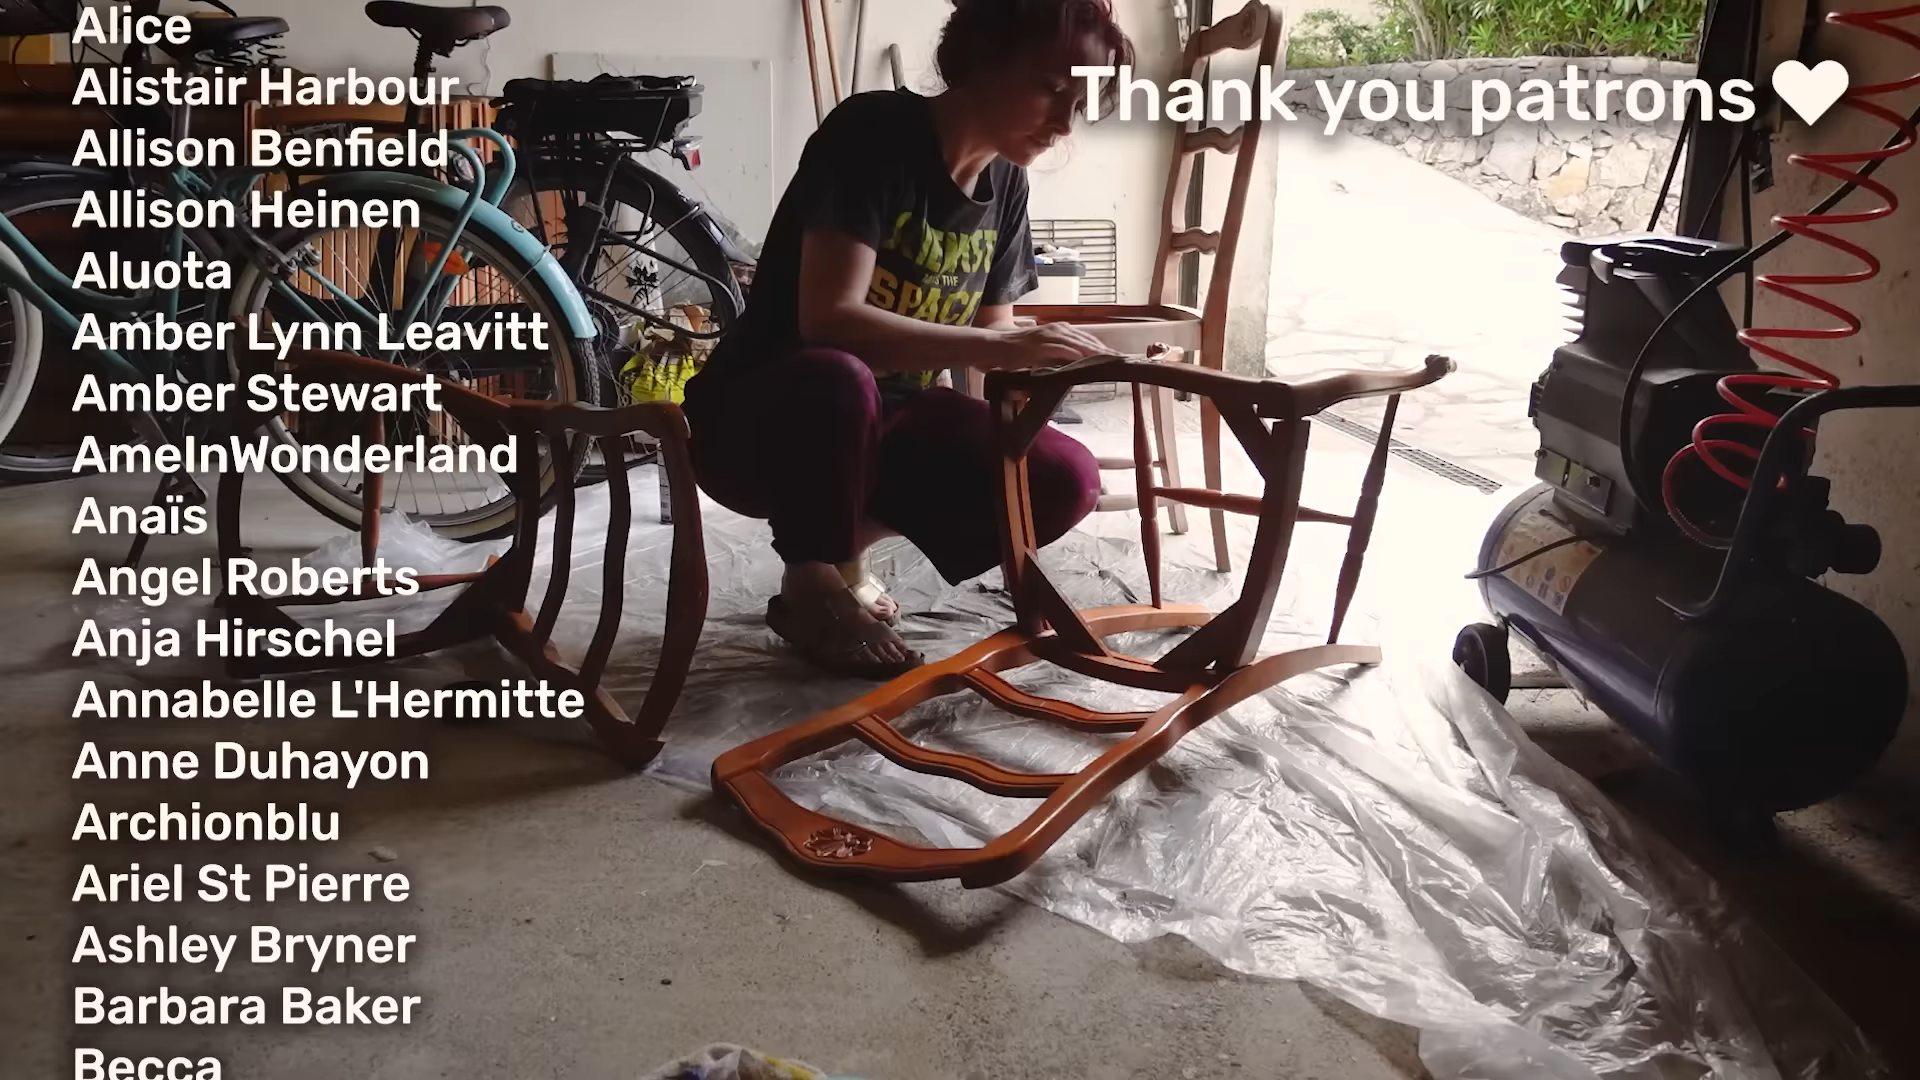 Alice
Alistair Harbour
Allison Benfield
Allison Heinen
Aluota
Amber Lynn Leavitt
Amber Stewart
AmeInWonderland
Anaïs
Angel Roberts
Anja Hirschel
Annabelle L'Hermitte
Anne Duhayon
Archionblu
Ariel St Pierre
Ashley Bryner
Barbara Baker
Becca
Thank you patrons
THE